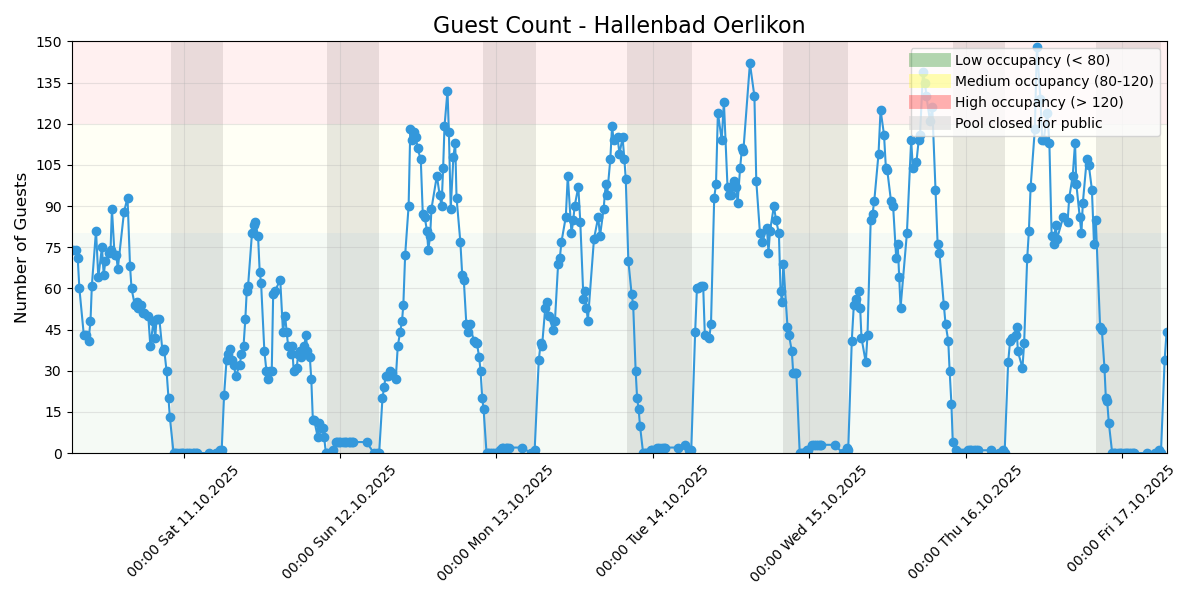 Guest Count - Hallenbad Oerlikon
Number of Guests
150
135
120
105
90
75
60
45
30
15
0
Low occupancy (< 80)
Medium occupancy (80-120)
High occupancy (> 120)
Pool closed for public
00:00 Sat 11.10.2025
00:00 Sun 12.10.2025
00:00 Mon 13.10.2025
00:00 Tue 14.10.2025
00:00 Wed 15.10.2025
00:00 Thu 16.10.2025
00:00 Fri 17.10.2025